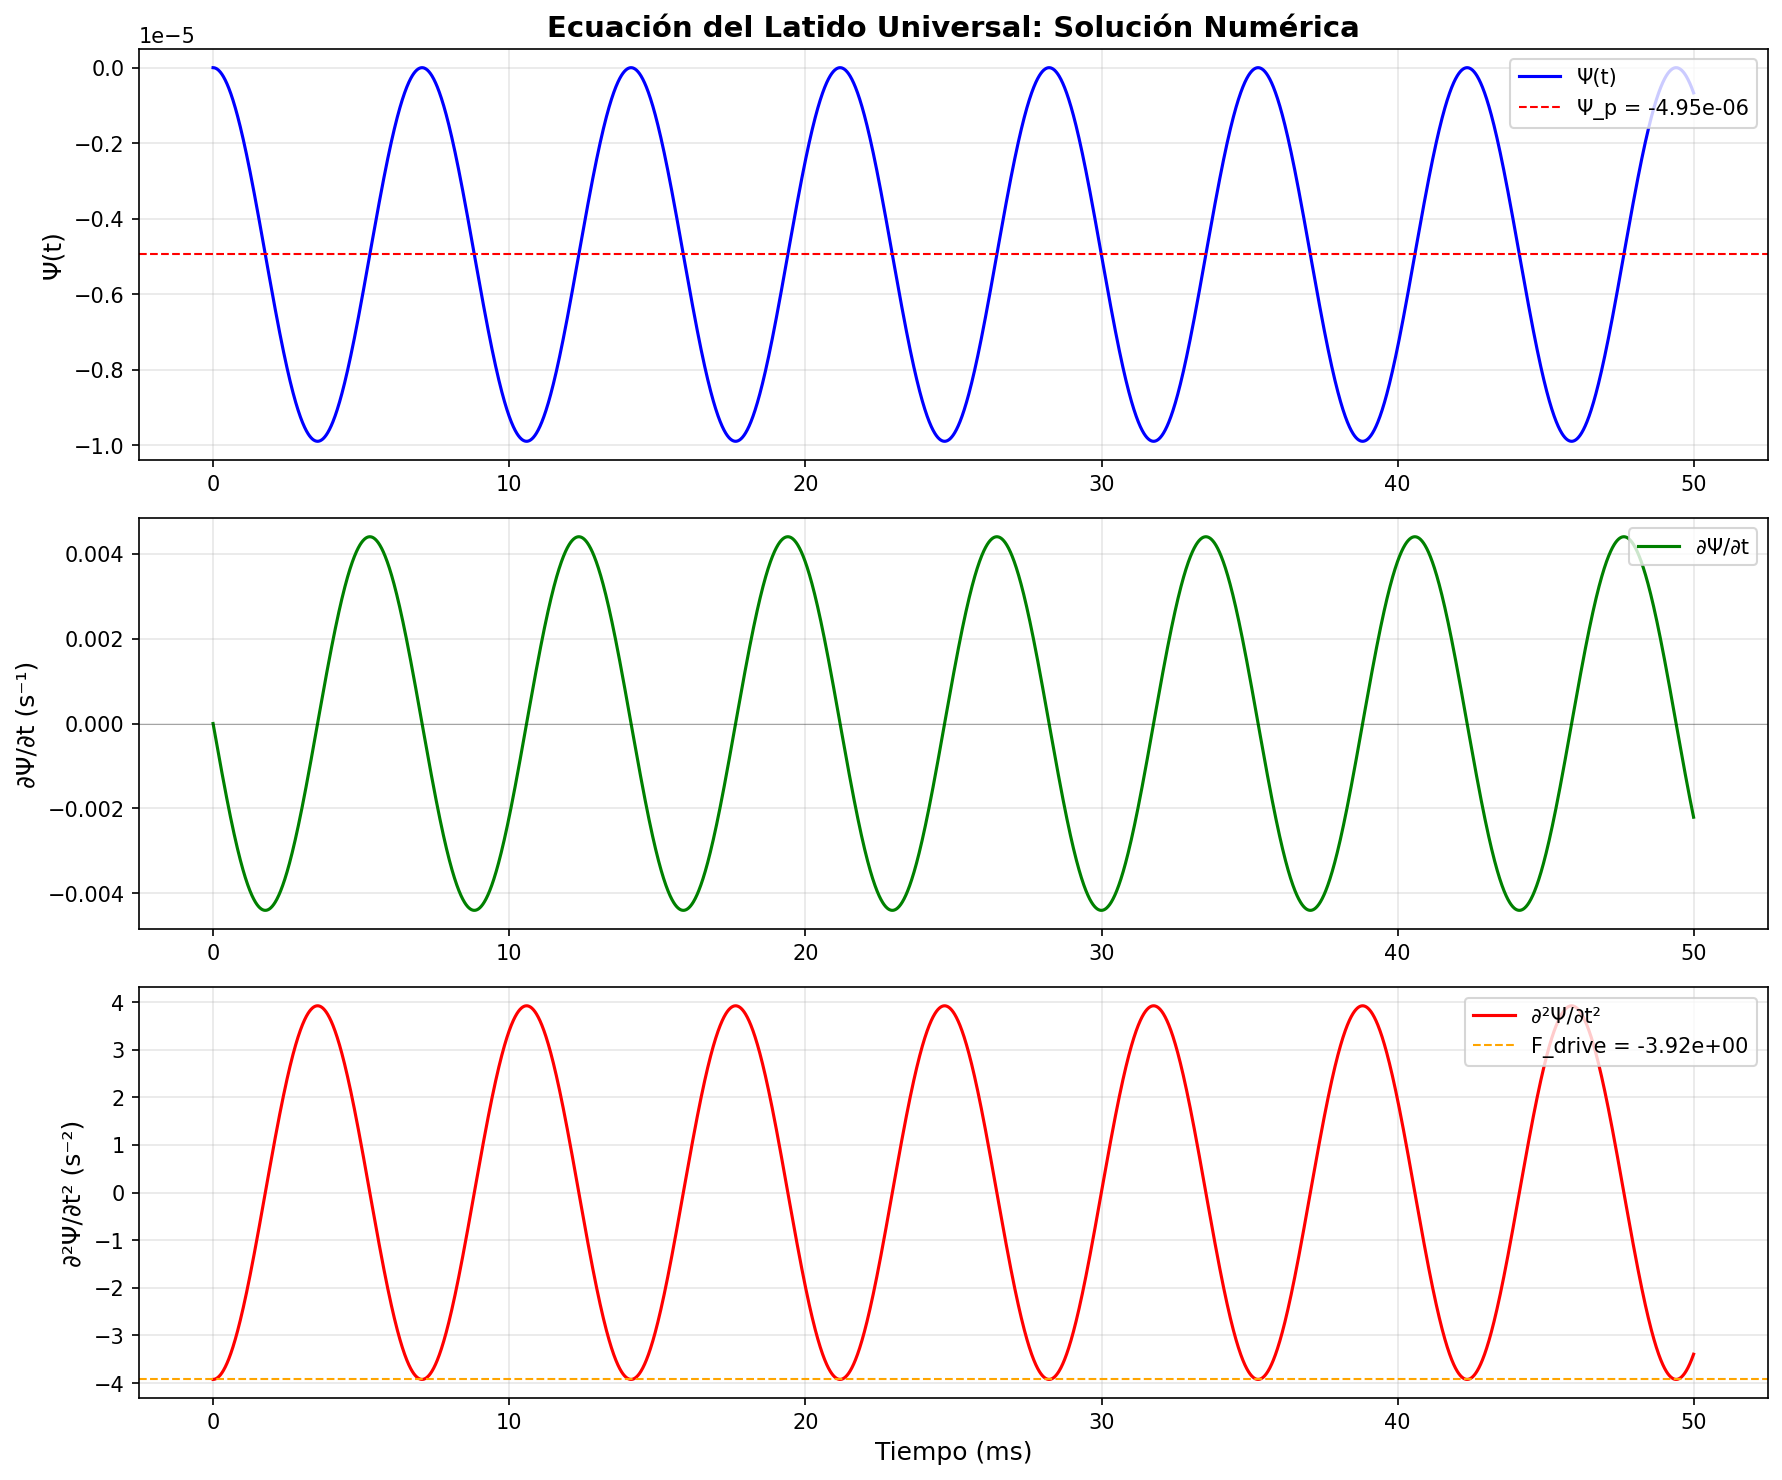 Ecuación del Latido Universal: Solución Numérica
1e−5
0.0
−0.2
−0.4
−0.6
−0.8
−1.0
Ψ(t)
Ψ(t)
Ψ_p = -4.95e-06
0 10 20 30 40 50
0.004
0.002
0.000
−0.002
−0.004
∂Ψ/∂t (s⁻¹)
∂Ψ/∂t
0 10 20 30 40 50
4
3
2
1
0
−1
−2
−3
−4
∂²Ψ/∂t² (s⁻²)
∂²Ψ/∂t²
F_drive = -3.92e+00
0 10 20 30 40 50
Tiempo (ms)